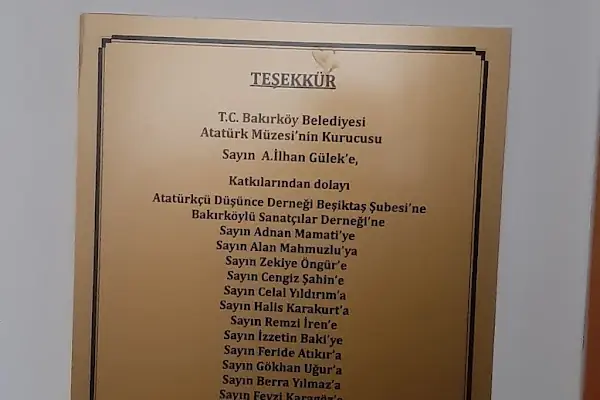 TEŞEKKÜR
T.C. Bakırköy Belediyesi
Atatürk Müzesi'nin Kurucusu
Sayın A.İlhan Gülek'e,
Katkılarından dolayı
Atatürkçü Düşünce Derneği Beşiktaş Şubesi'ne
Bakırköylü Sanatçılar Derneği'ne
Sayın Adnan Mamati'ye
Sayın Alan Mahmuzlu'ya
Sayın Zekiye Öngür'e
Sayın Cengiz Şahin'e
Sayın Celal Yıldırım'a
Sayın Halis Karakurt'a
Sayın Remzi İren'e
Sayın İzzetin Baki'ye
Sayın Feride Atıkır'a
Sayın Gökhan Uğur'a
Sayın Berra Yılmaz'a
Sayın Fevzi Karagöz'e